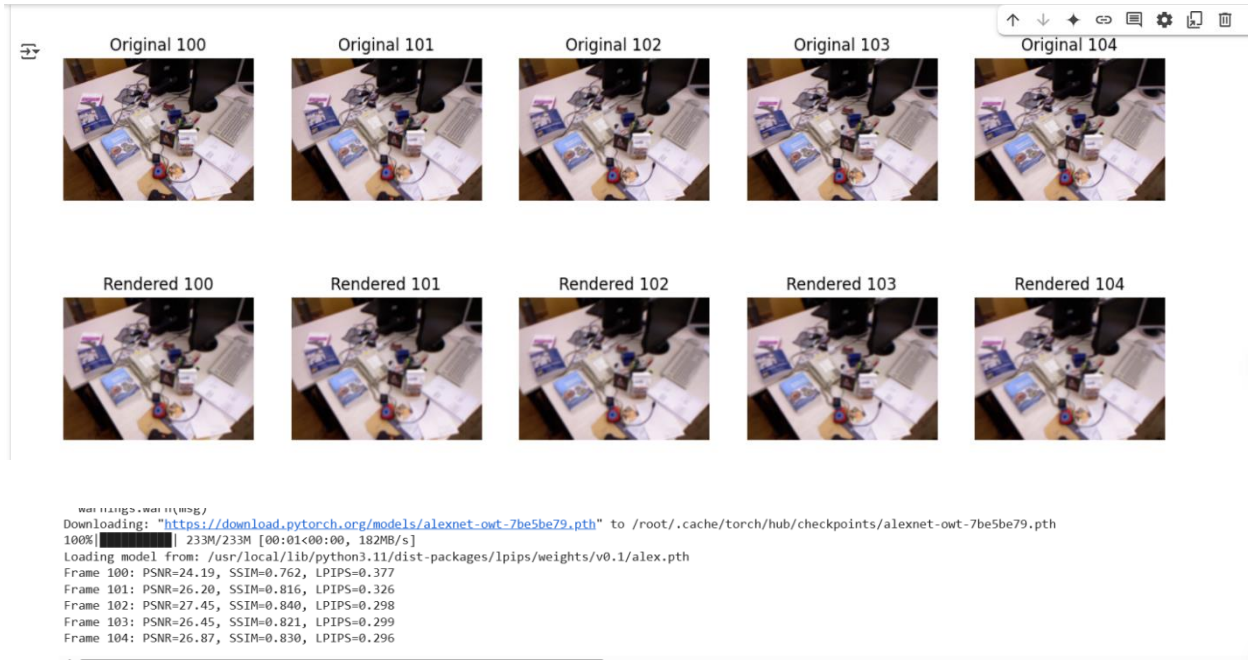 Original 100 Original 101 Original 102 Original 103 Original 104
Rendered 100 Rendered 101 Rendered 102 Rendered 103 Rendered 104
warnings.warn(msg)
Downloading: "https://download.pytorch.org/models/alexnet-owt-7be5be79.pth" to /root/.cache/torch/hub/checkpoints/alexnet-owt-7be5be79.pth
100%|██████████| 233M/233M [00:01<00:00, 182MB/s]
Loading model from: /usr/local/lib/python3.11/dist-packages/lpips/weights/v0.1/alex.pth
Frame 100: PSNR=24.19, SSIM=0.762, LPIPS=0.377
Frame 101: PSNR=26.20, SSIM=0.816, LPIPS=0.326
Frame 102: PSNR=27.45, SSIM=0.840, LPIPS=0.298
Frame 103: PSNR=26.45, SSIM=0.821, LPIPS=0.299
Frame 104: PSNR=26.87, SSIM=0.830, LPIPS=0.296